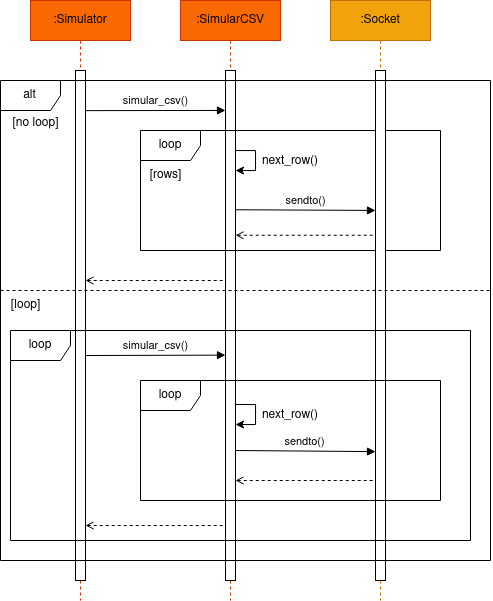 :Simulator
:SimularCSV
:Socket
alt
simular_csv()
[no loop]
loop
next_row()
[rows]
sendto()
[loop]
loop
simular_csv()
loop
next_row()
sendto()